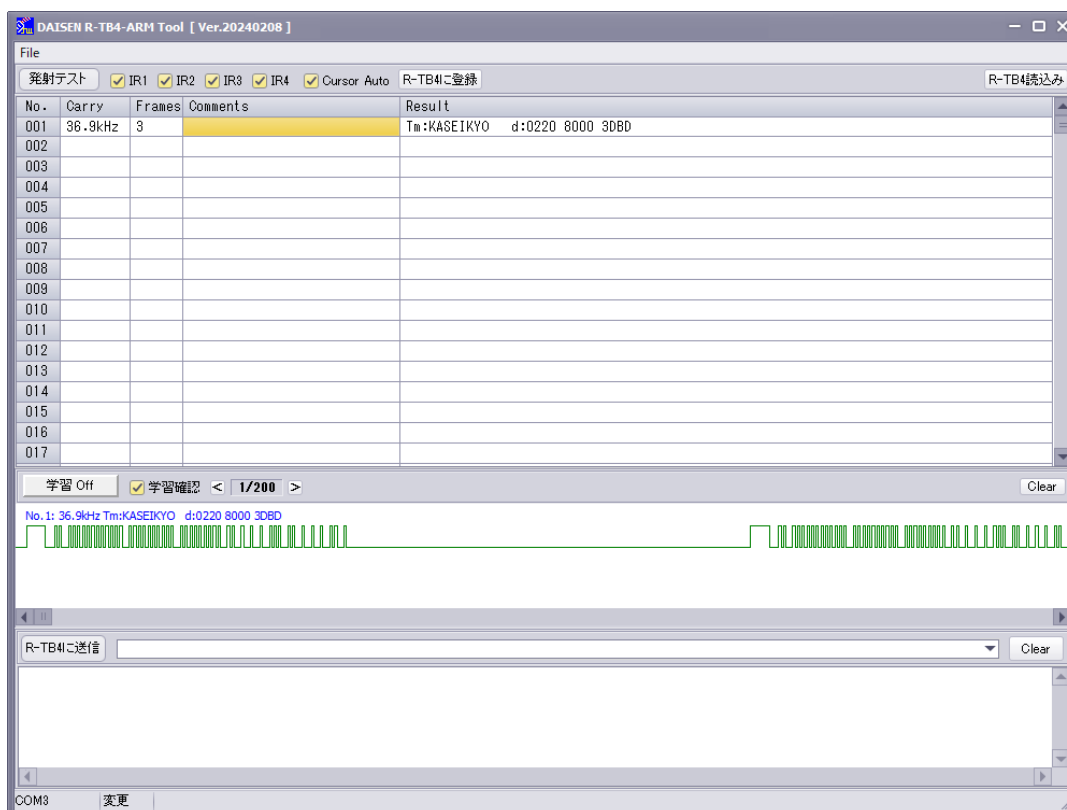 DAISEN R-TB4-ARM Tool [ Ver.20240208 ]
File
発射テスト IR1 IR2 IR3 IR4 Cursor Auto R-TB4に登録 R-TB4読込み
No. Carry Frames Comments Result
001 36.9kHz 3 Tm:KASEIKYO d:0220 8000 3DBD
002
003
004
005
006
007
008
009
010
011
012
013
014
015
016
017
学習 Off 学習確認 < 1/200 > Clear
No.1: 36.9kHz Tm:KASEIKYO d:0220 8000 3DBD
R-TB4に送信 Clear
COM3 変更